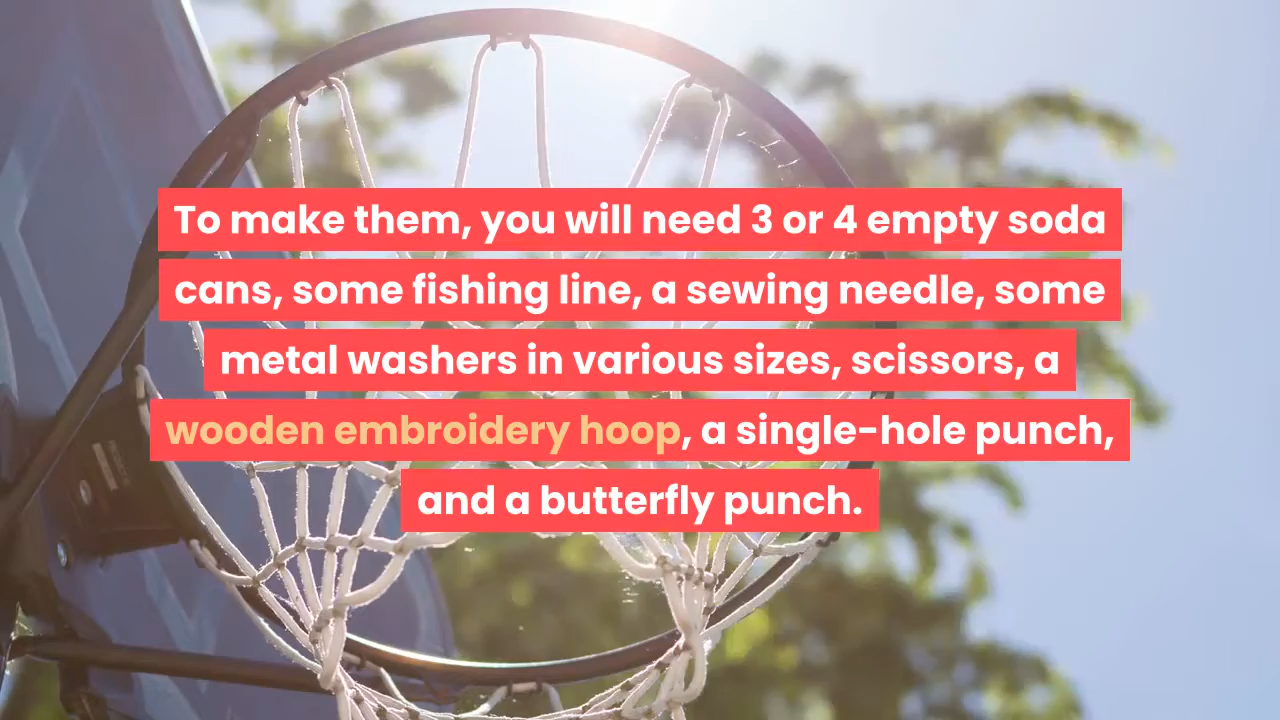 To make them, you will need 3 or 4 empty soda
cans, some fishing line, a sewing needle, some
metal washers in various sizes, scissors, a
wooden embroidery hoop, a single-hole punch,
and a butterfly punch.